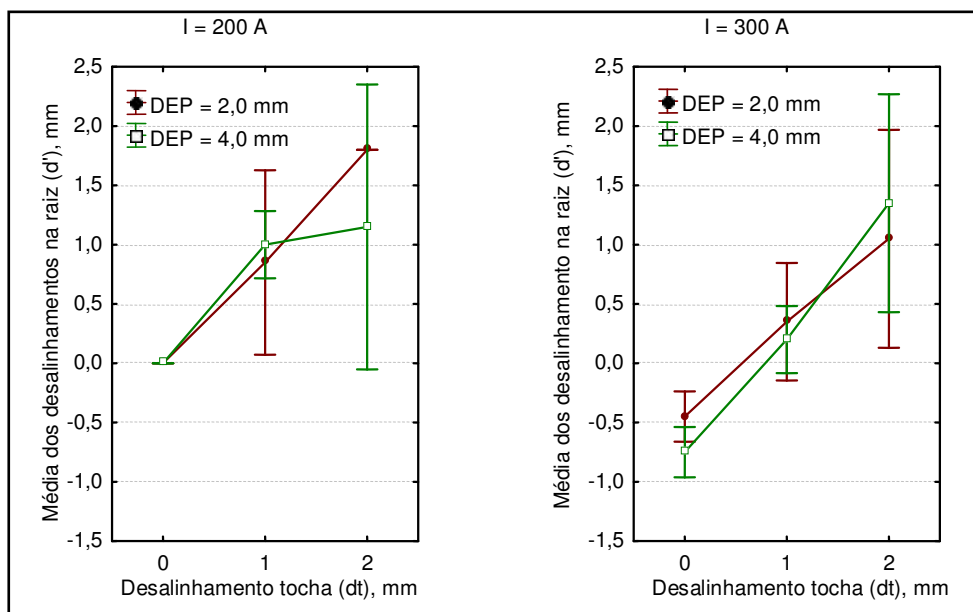 I = 200 A
Média dos desalinhamentos na raiz (d'), mm
2,5
2,0
1,5
1,0
0,5
0,0
-0,5
-1,0
-1,5
DEP = 2,0 mm
DEP = 4,0 mm
0 1 2
Desalinhamento tocha (dt), mm
I = 300 A
Média dos desalinhamento na raiz (d'), mm
2,5
2,0
1,5
1,0
0,5
0,0
-0,5
-1,0
-1,5
DEP = 2,0 mm
DEP = 4,0 mm
0 1 2
Desalinhamento tocha (dt), mm